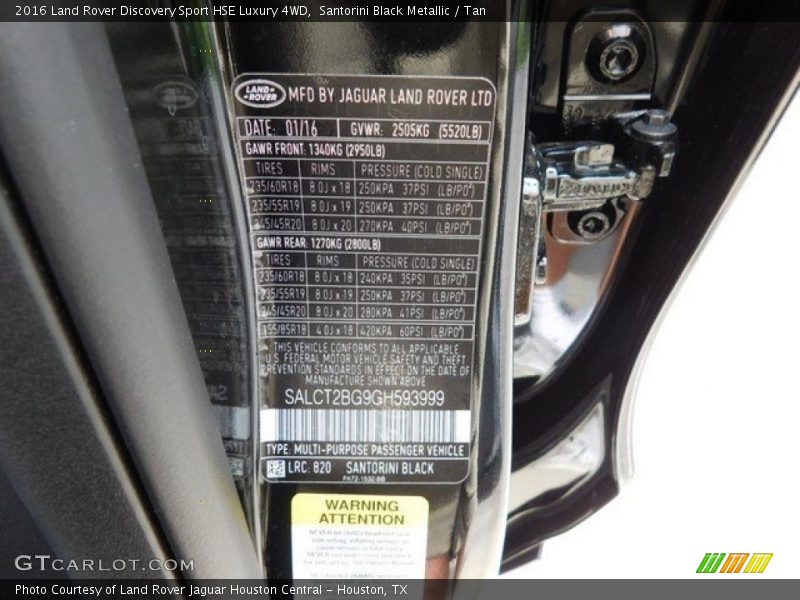 2016 Land Rover Discovery Sport HSE Luxury 4WD,  Santorini Black Metallic / Tan
LAND ROVER MFD BY JAGUAR LAND ROVER LTD
DATE: 01/16 GVWR: 2505KG (5520LB)
GAWR FRONT: 1340KG (2950LB)
TIRES RIMS PRESSURE (COLD SINGLE)
235/60R18 8.0J x 18 250KPA 37PSI (LB/PO²)
235/55R19 8.0J x 19 250KPA 37PSI (LB/PO²)
245/45R20 8.0J x 20 270KPA 40PSI (LB/PO²)
GAWR REAR: 1270KG (2800LB)
TIRES RIMS PRESSURE (COLD SINGLE)
235/60R18 8.0J x 18 240KPA 35PSI (LB/PO²)
235/55R19 8.0J x 19 250KPA 37PSI (LB/PO²)
245/45R20 8.0J x 20 280KPA 41PSI (LB/PO²)
155/85R18 4.0J x 18 420KPA 60PSI (LB/PO²)
THIS VEHICLE CONFORMS TO ALL APPLICABLE
U.S. FEDERAL MOTOR VEHICLE SAFETY AND THEFT
PREVENTION STANDARDS IN EFFECT ON THE DATE OF
MANUFACTURE SHOWN ABOVE
SALCT2BG9GH593999
TYPE: MULTI-PURPOSE PASSENGER VEHICLE
LRC: 820 SANTORINI BLACK
WARNING
ATTENTION
GTCARLOT.COM
Photo Courtesy of Land Rover Jaguar Houston Central - Houston, TX